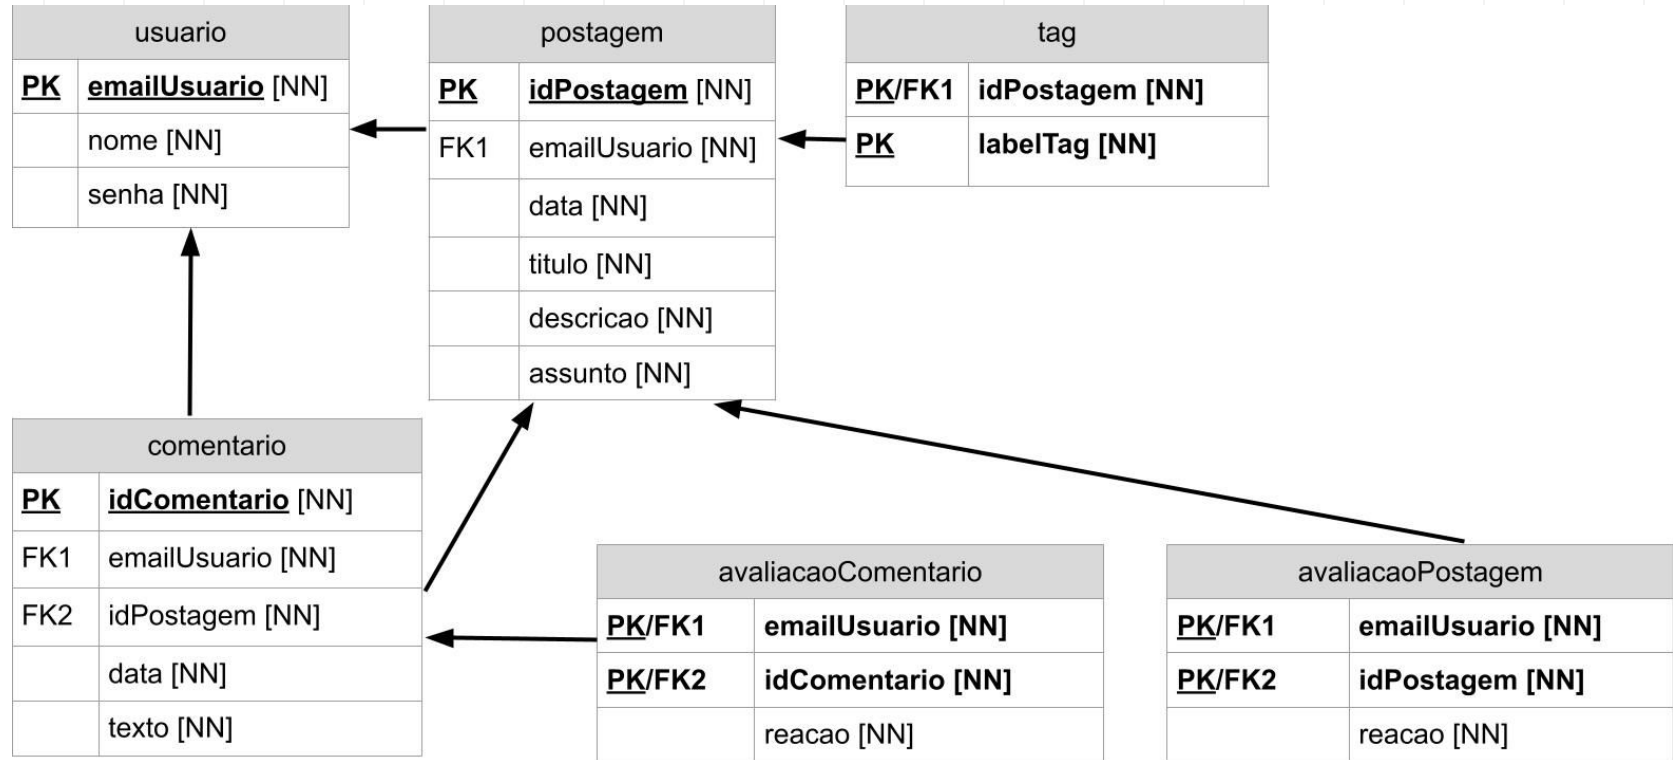 usuario
PK emailUsuario [NN]
nome [NN]
senha [NN]
postagem
PK idPostagem [NN]
FK1 emailUsuario [NN]
data [NN]
titulo [NN]
descricao [NN]
assunto [NN]
tag
PK/FK1 idPostagem [NN]
PK labelTag [NN]
comentario
PK idComentario [NN]
FK1 emailUsuario [NN]
FK2 idPostagem [NN]
data [NN]
texto [NN]
avaliacaoComentario
PK/FK1 emailUsuario [NN]
PK/FK2 idComentario [NN]
reacao [NN]
avaliacaoPostagem
PK/FK1 emailUsuario [NN]
PK/FK2 idPostagem [NN]
reacao [NN]